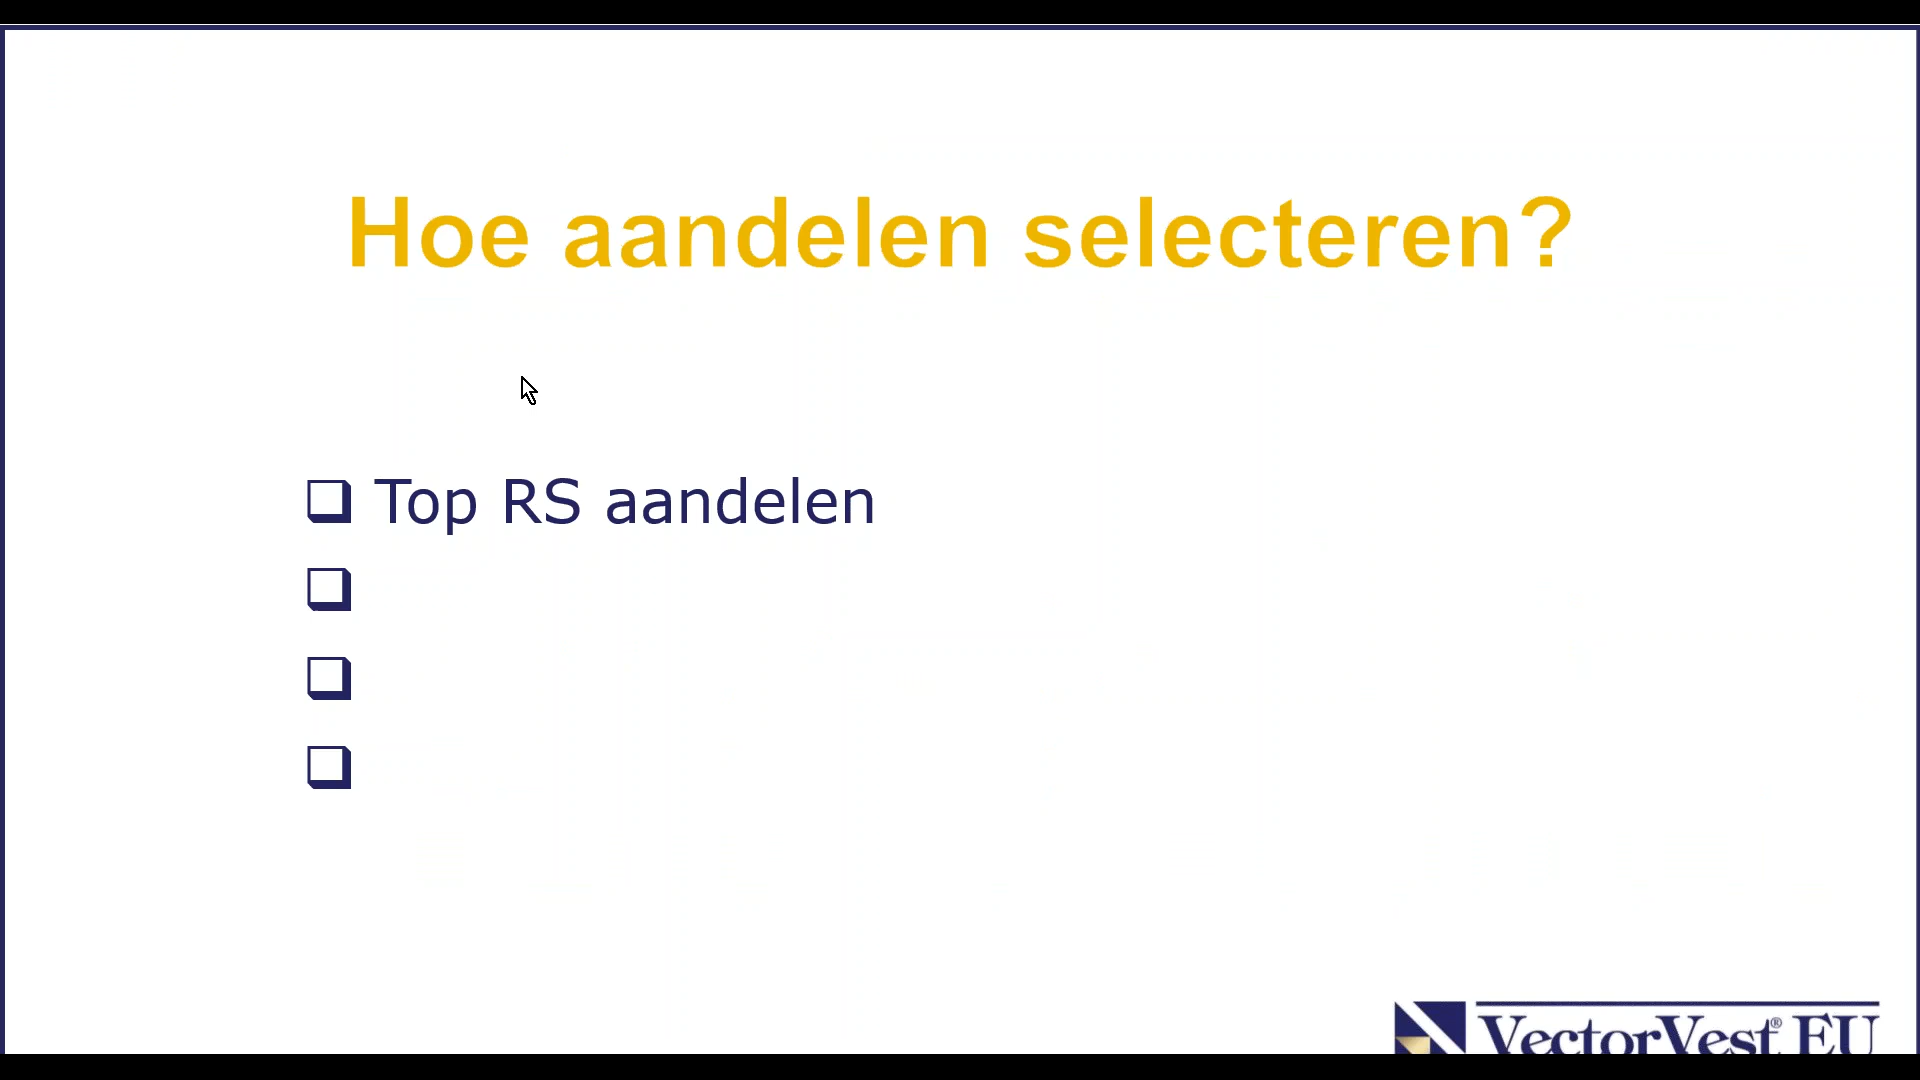 Hoe aandelen selecteren?
❑ Top RS aandelen
❑
❑
❑
VectorVest® EU